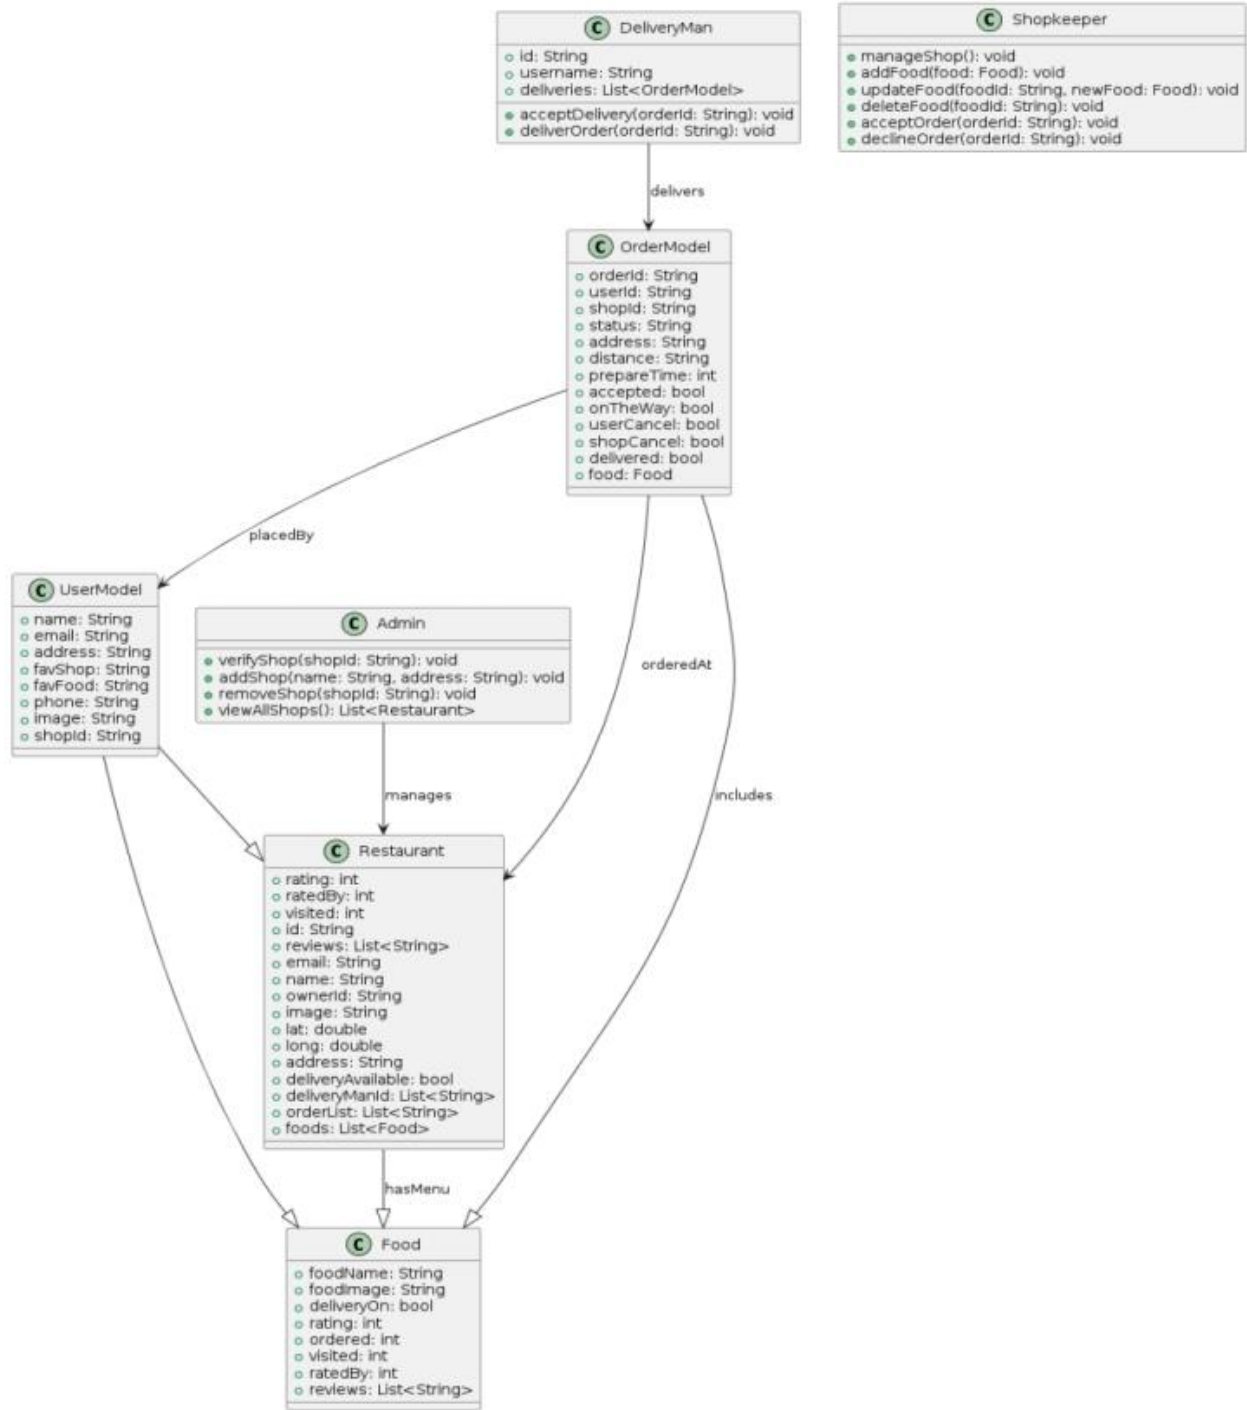 C DeliveryMan
id: String
username: String
deliveries: List<OrderModel>
acceptDelivery(orderId: String): void
deliverOrder(orderId: String): void
C Shopkeeper
manageShop(): void
addFood(food: Food): void
updateFood(foodId: String, newFood: Food): void
deleteFood(foodId: String): void
acceptOrder(orderId: String): void
declineOrder(orderId: String): void
delivers
C OrderModel
orderId: String
userId: String
shopId: String
status: String
address: String
distance: String
prepareTime: int
accepted: bool
onTheWay: bool
userCancel: bool
shopCancel: bool
delivered: bool
food: Food
placedBy
C UserModel
name: String
email: String
address: String
favShop: String
favFood: String
phone: String
image: String
shopId: String
C Admin
verifyShop(shopId: String): void
addShop(name: String, address: String): void
removeShop(shopId: String): void
viewAllShops(): List<Restaurant>
orderedAt
manages
includes
C Restaurant
rating: int
ratedBy: int
visited: int
id: String
reviews: List<String>
email: String
name: String
ownerId: String
image: String
lat: double
long: double
address: String
deliveryAvailable: bool
deliveryManId: List<String>
orderList: List<String>
foods: List<Food>
hasMenu
C Food
foodName: String
foodImage: String
deliveryOn: bool
rating: int
ordered: int
visited: int
ratedBy: int
reviews: List<String>